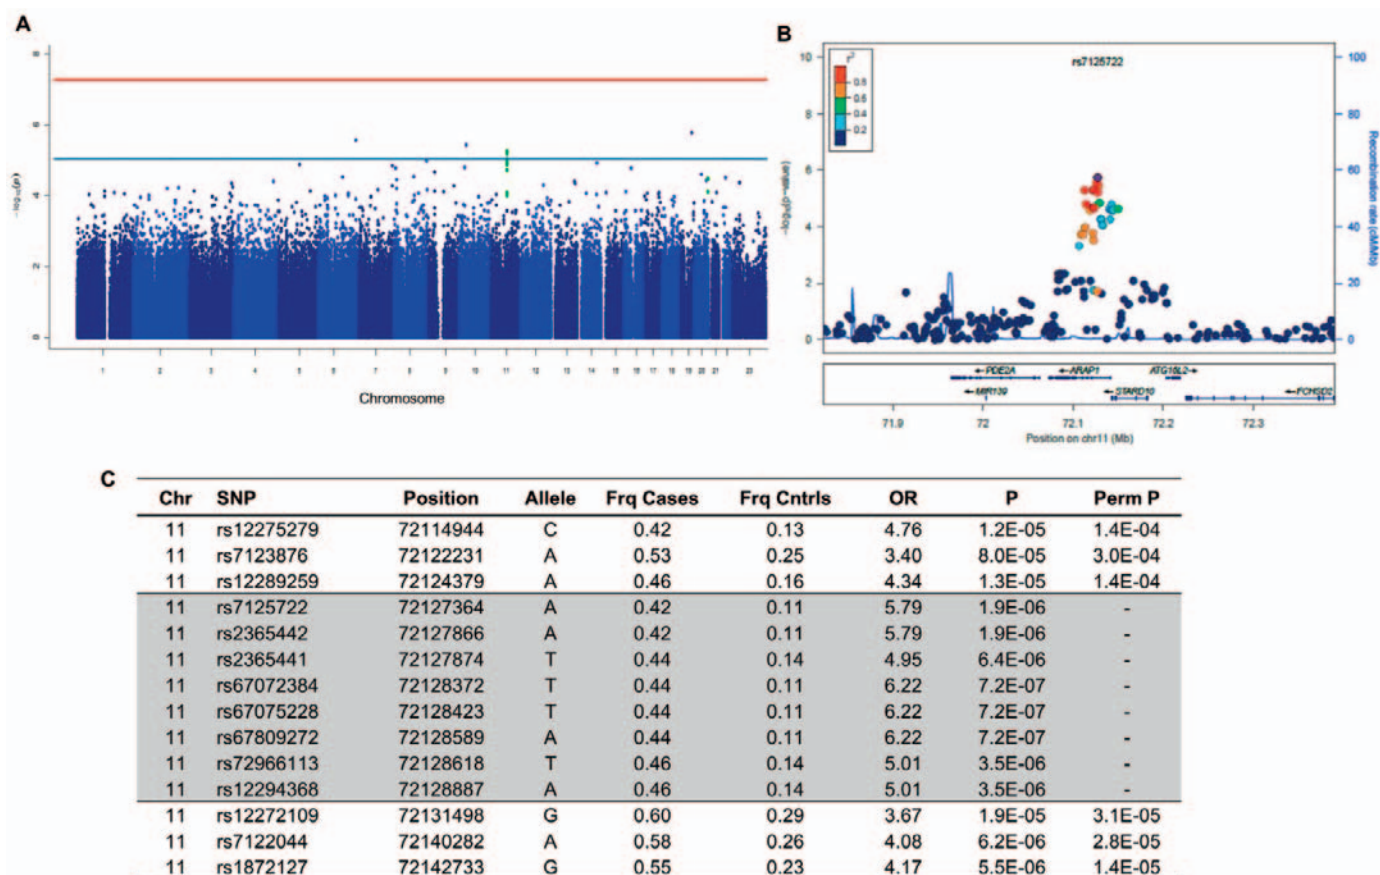 A
−log₁₀(p)
8
6
4
2
0
1 2 3 4 5 6 7 8 9 10 11 12 13 14 15 16 17 18 19 20 21 23
Chromosome
B
rs7125722
r²
0.8
0.6
0.4
0.2
−log₁₀(p-value)
10
8
6
4
2
0
Recombination rate (cM/Mb)
100
80
60
40
20
0
PDE2A ARAP1 ATG16L2
MIR139 STARD10 FCHSD2
71.9 72 72.1 72.2 72.3
Position on chr11 (Mb)
C
Chr SNP Position Allele Frq Cases Frq Cntrls OR P Perm P
11 rs12275279 72114944 C 0.42 0.13 4.76 1.2E-05 1.4E-04
11 rs7123876 72122231 A 0.53 0.25 3.40 8.0E-05 3.0E-04
11 rs12289259 72124379 A 0.46 0.16 4.34 1.3E-05 1.4E-04
11 rs7125722 72127364 A 0.42 0.11 5.79 1.9E-06 -
11 rs2365442 72127866 A 0.42 0.11 5.79 1.9E-06 -
11 rs2365441 72127874 T 0.44 0.14 4.95 6.4E-06 -
11 rs67072384 72128372 T 0.44 0.11 6.22 7.2E-07 -
11 rs67075228 72128423 T 0.44 0.11 6.22 7.2E-07 -
11 rs67809272 72128589 A 0.44 0.11 6.22 7.2E-07 -
11 rs72966113 72128618 T 0.46 0.14 5.01 3.5E-06 -
11 rs12294368 72128887 A 0.46 0.14 5.01 3.5E-06 -
11 rs12272109 72131498 G 0.60 0.29 3.67 1.9E-05 3.1E-05
11 rs7122044 72140282 A 0.58 0.26 4.08 6.2E-06 2.8E-05
11 rs1872127 72142733 G 0.55 0.23 4.17 5.5E-06 1.4E-05